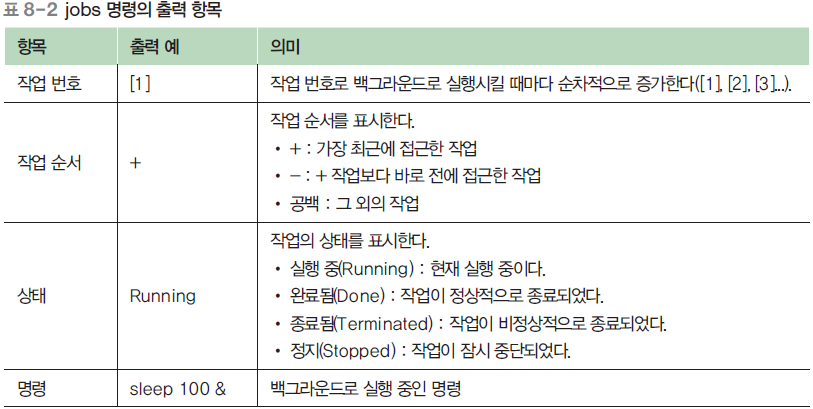 표 8-2 jobs 명령의 출력 항목
항목 출력 예 의미
작업 번호 [1] 작업 번호로 백그라운드로 실행시킬 때마다 순차적으로 증가한다([1], [2], [3]...).
작업 순서를 표시한다.
• + : 가장 최근에 접근한 작업
작업 순서 +
• - : + 작업보다 바로 전에 접근한 작업
• 공백 : 그 외의 작업
작업의 상태를 표시한다.
• 실행 중(Running) : 현재 실행 중이다.
상태 Running
• 완료됨(Done) : 작업이 정상적으로 종료되었다.
• 종료됨(Terminated) : 작업이 비정상적으로 종료되었다.
• 정지(Stopped) : 작업이 잠시 중단되었다.
명령 sleep 100 & 백그라운드로 실행 중인 명령